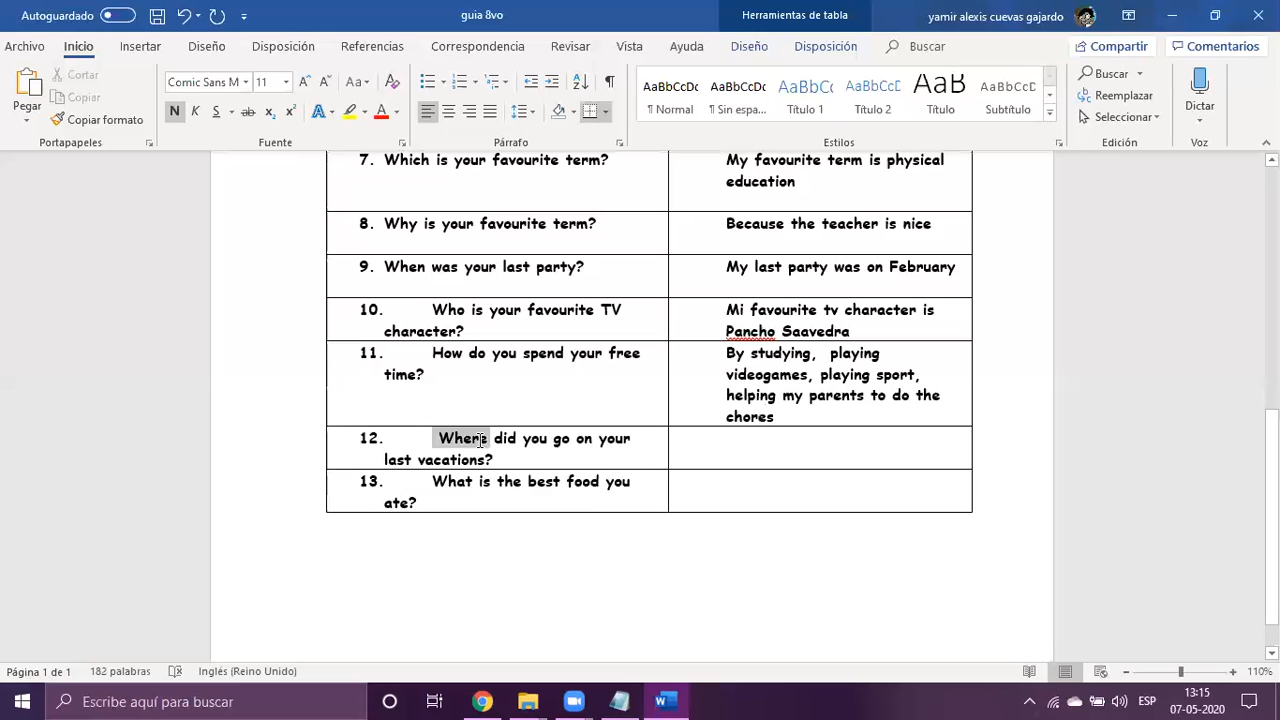 Autoguardado
guia 8vo
Herramientas de tabla
yamir alexis cuevas gajardo
Archivo Inicio Insertar Diseño Disposición Referencias Correspondencia Revisar Vista Ayuda Diseño Disposición Buscar Compartir Comentarios
Pegar
Cortar
Copiar
Copiar formato
Portapapeles
Comic Sans M 11
Fuente
Párrafo
AaBbCcDc AaBbCcDc AaBbCc AaBbCcD AaB AaBbCcD
¶ Normal ¶ Sin espa... Título 1 Título 2 Título Subtítulo
Estilos
Buscar
Reemplazar
Seleccionar
Edición
Dictar
Voz
7. Which is your favourite term?
My favourite term is physical
education
8. Why is your favourite term?
Because the teacher is nice
9. When was your last party?
My last party was on February
10. Who is your favourite TV
character?
Mi favourite tv character is
Pancho Saavedra
11. How do you spend your free
time?
By studying, playing
videogames, playing sport,
helping my parents to do the
chores
12. Where did you go on your
last vacations?
13. What is the best food you
ate?
Página 1 de 1 182 palabras Inglés (Reino Unido) 110%
Escribe aquí para buscar
ESP
13:15
07-05-2020